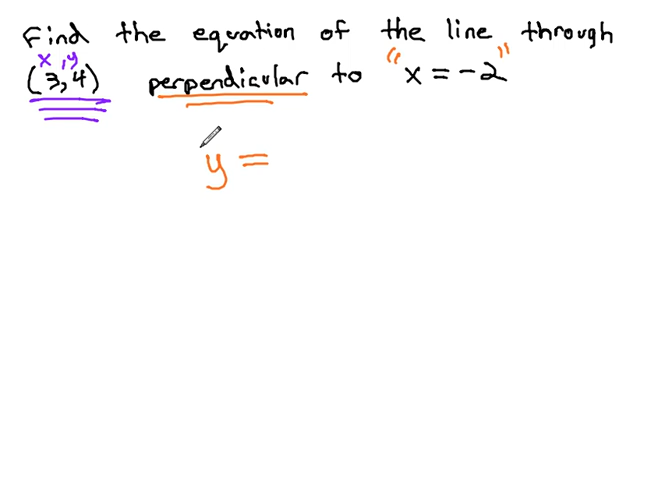 Find the equation of the line through
x, y
(3,4) perpendicular to "x = -2"
y =